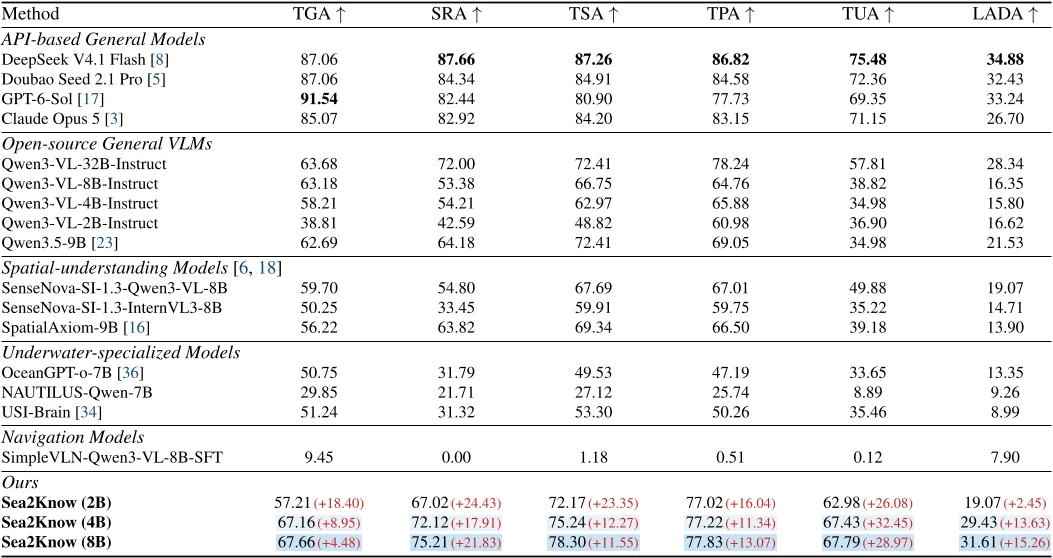 Method TGA ↑ SRA ↑ TSA ↑ TPA ↑ TUA ↑ LADA ↑
API-based General Models
DeepSeek V4.1 Flash [8] 87.06 87.66 87.26 86.82 75.48 34.88
Doubao Seed 2.1 Pro [5] 87.06 84.34 84.91 84.58 72.36 32.43
GPT-6-Sol [17] 91.54 82.44 80.90 77.73 69.35 33.24
Claude Opus 5 [3] 85.07 82.92 84.20 83.15 71.15 26.70
Open-source General VLMs
Qwen3-VL-32B-Instruct 63.68 72.00 72.41 78.24 57.81 28.34
Qwen3-VL-8B-Instruct 63.18 53.38 66.75 64.76 38.82 16.35
Qwen3-VL-4B-Instruct 58.21 54.21 62.97 65.88 34.98 15.80
Qwen3-VL-2B-Instruct 38.81 42.59 48.82 60.98 36.90 16.62
Qwen3.5-9B [23] 62.69 64.18 72.41 69.05 34.98 21.53
Spatial-understanding Models [6, 18]
SenseNova-SI-1.3-Qwen3-VL-8B 59.70 54.80 67.69 67.01 49.88 19.07
SenseNova-SI-1.3-InternVL3-8B 50.25 33.45 59.91 59.75 35.22 14.71
SpatialAxiom-9B [16] 56.22 63.82 69.34 66.50 39.18 13.90
Underwater-specialized Models
OceanGPT-o-7B [36] 50.75 31.79 49.53 47.19 33.65 13.35
NAUTILUS-Qwen-7B 29.85 21.71 27.12 25.74 8.89 9.26
USI-Brain [34] 51.24 31.32 53.30 50.26 35.46 8.99
Navigation Models
SimpleVLN-Qwen3-VL-8B-SFT 9.45 0.00 1.18 0.51 0.12 7.90
Ours
Sea2Know (2B) 57.21 (+18.40) 67.02 (+24.43) 72.17 (+23.35) 77.02 (+16.04) 62.98 (+26.08) 19.07 (+2.45)
Sea2Know (4B) 67.16 (+8.95) 72.12 (+17.91) 75.24 (+12.27) 77.22 (+11.34) 67.43 (+32.45) 29.43 (+13.63)
Sea2Know (8B) 67.66 (+4.48) 75.21 (+21.83) 78.30 (+11.55) 77.83 (+13.07) 67.79 (+28.97) 31.61 (+15.26)